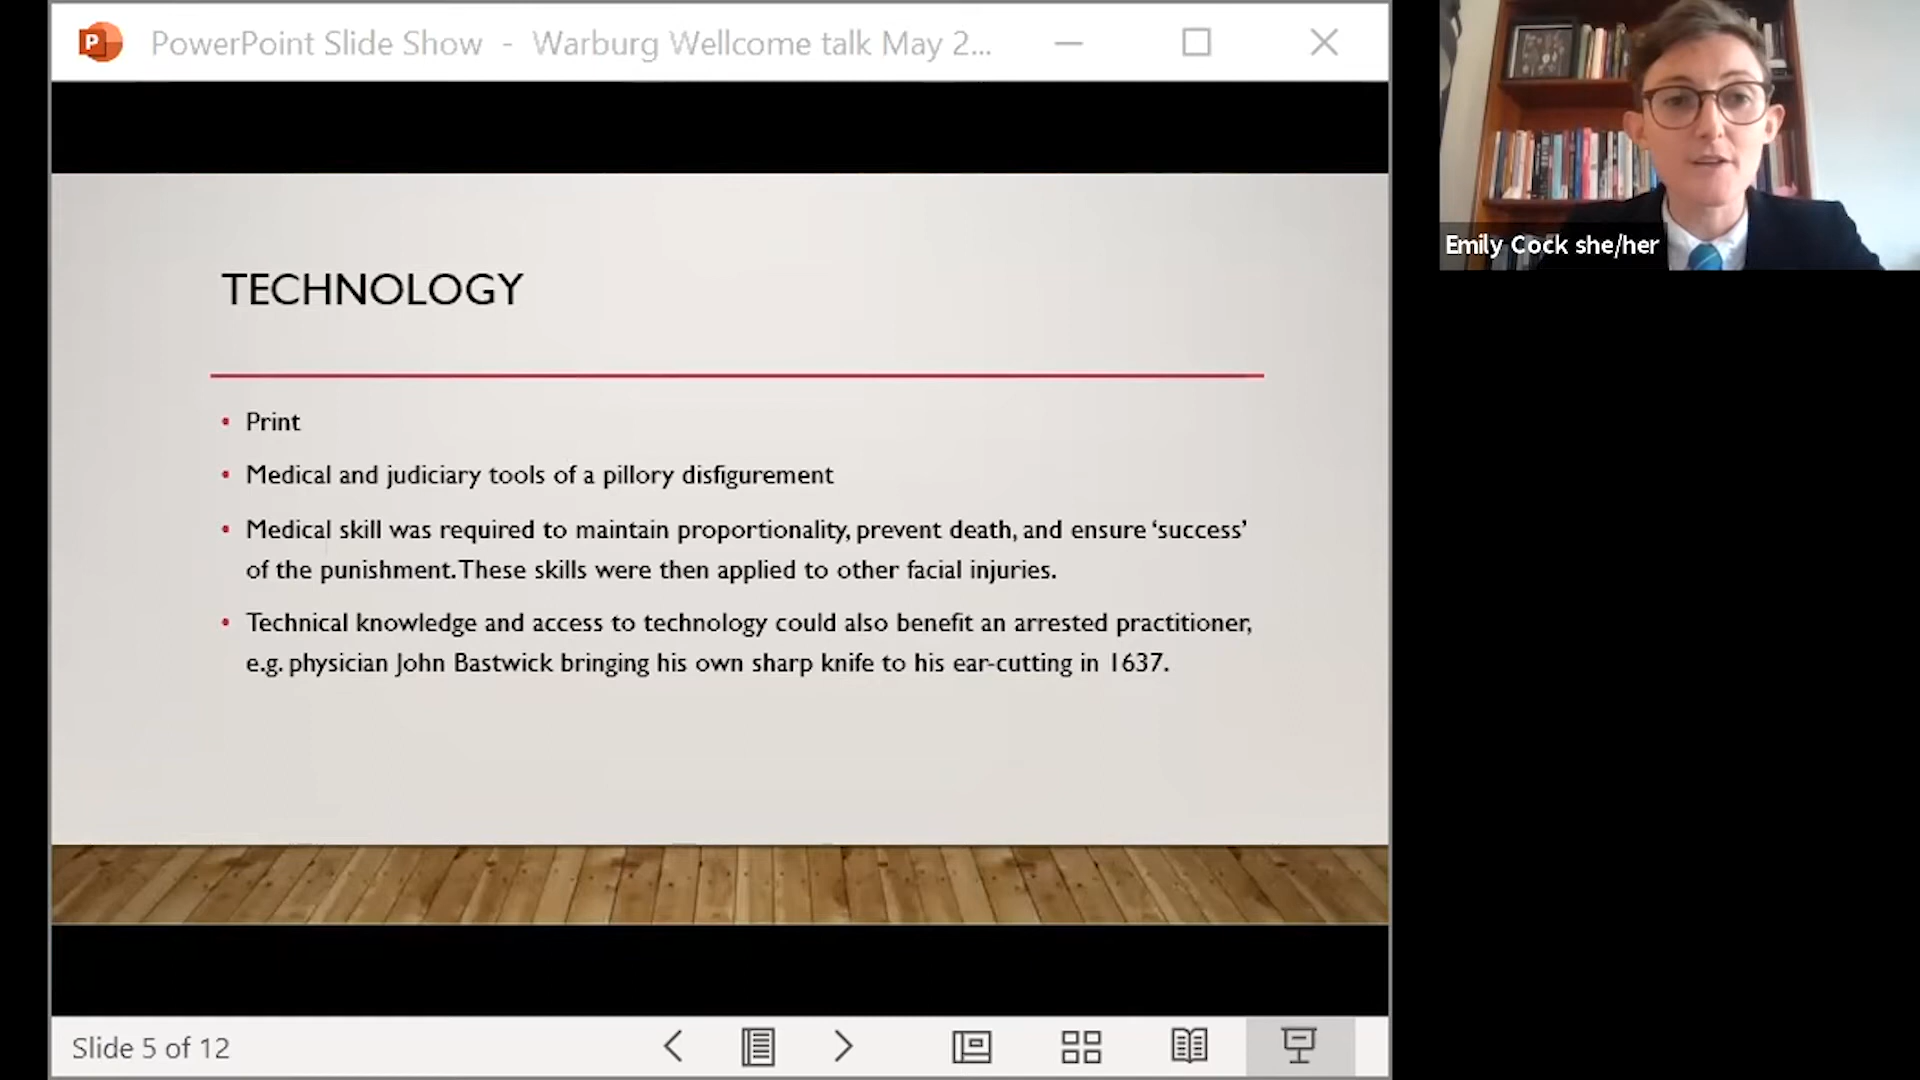 PowerPoint Slide Show - Warburg Wellcome talk May 2...
Emily Cock she/her
TECHNOLOGY
• Print
• Medical and judiciary tools of a pillory disfigurement
• Medical skill was required to maintain proportionality, prevent death, and ensure ‘success’
of the punishment. These skills were then applied to other facial injuries.
• Technical knowledge and access to technology could also benefit an arrested practitioner,
e.g. physician John Bastwick bringing his own sharp knife to his ear-cutting in 1637.
Slide 5 of 12